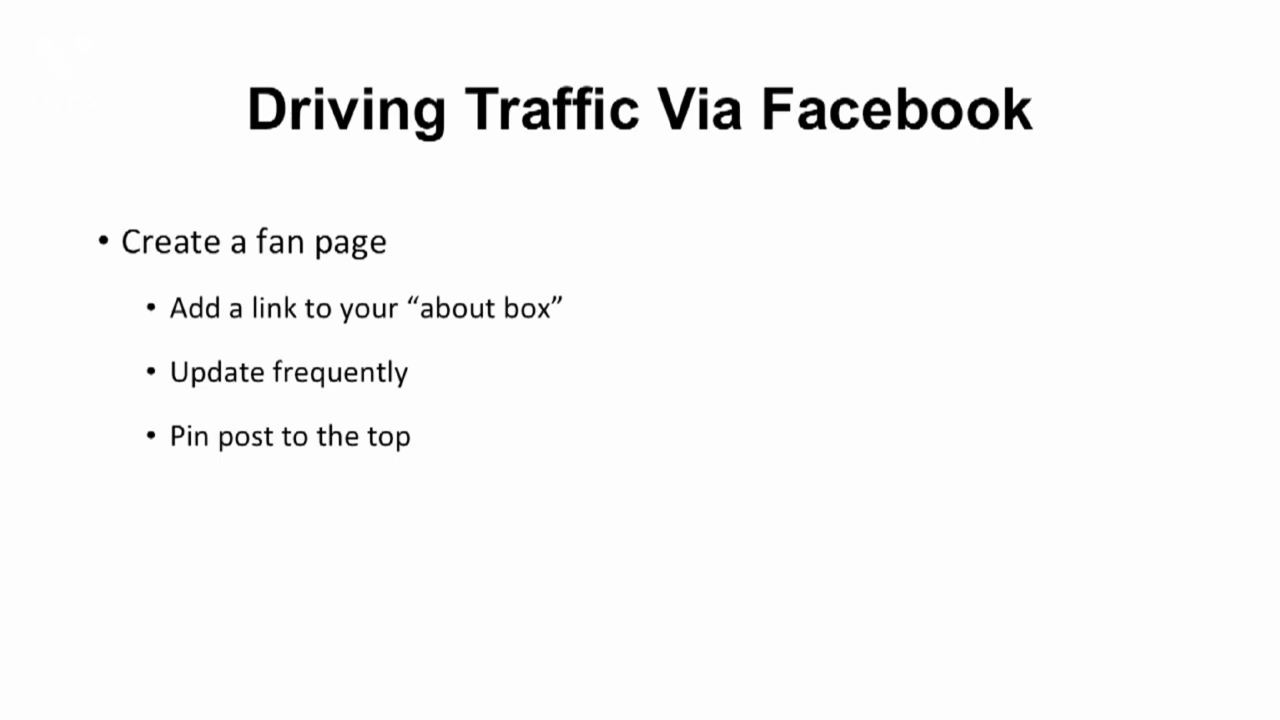 Driving Traffic Via Facebook
• Create a fan page
• Add a link to your “about box”
• Update frequently
• Pin post to the top